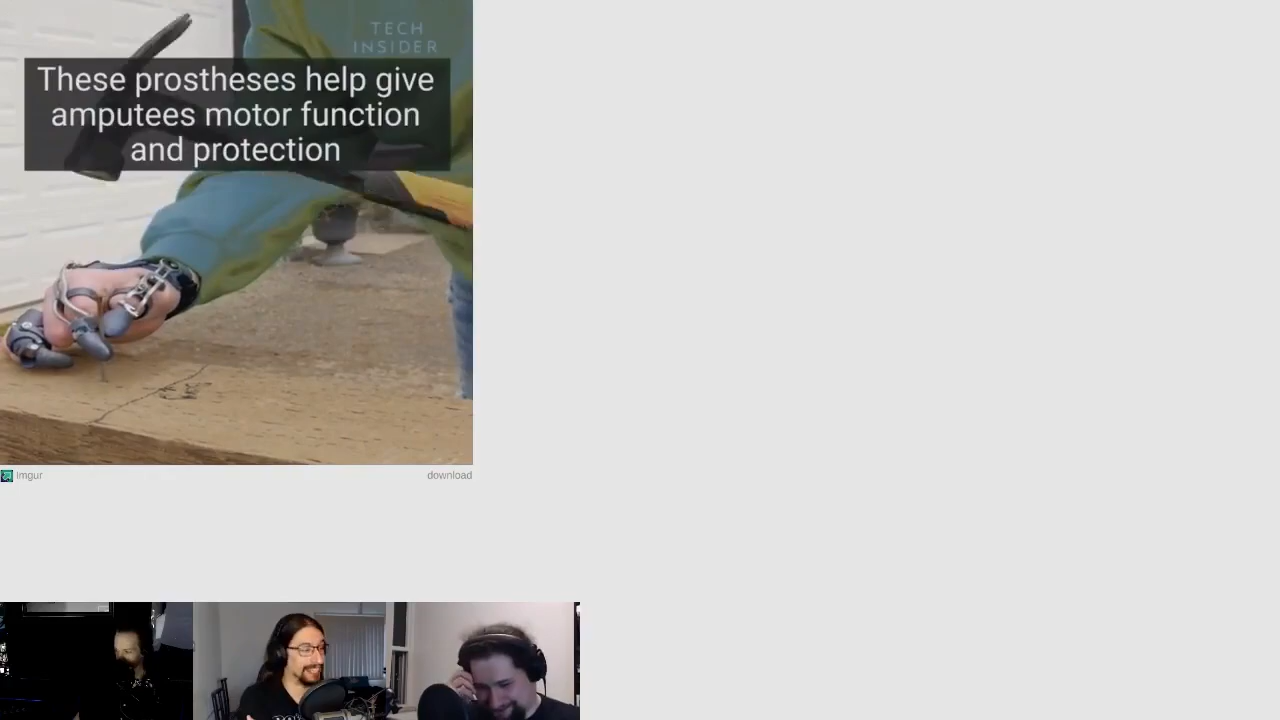 TECH
INSIDER
These prostheses help give
amputees motor function
and protection
imgur
download